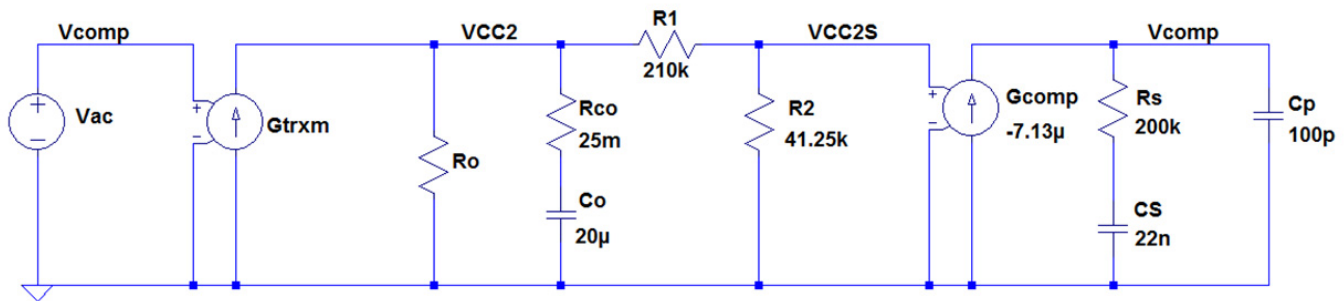 Vcomp
Vac
Gtrxm
Ro
VCC2
Rco
25m
Co
20µ
R1
210k
VCC2S
R2
41.25k
Gcomp
-7.13µ
Vcomp
Rs
200k
CS
22n
Cp
100p